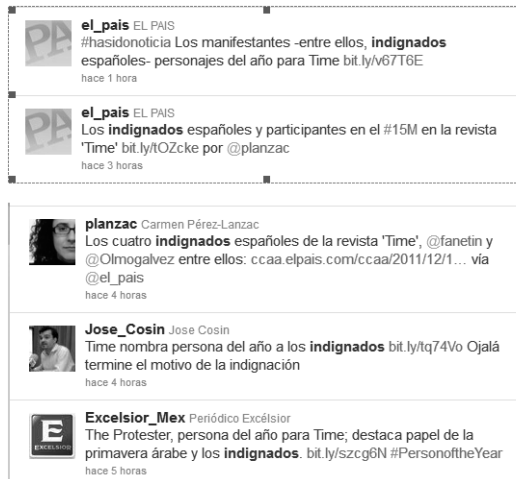 el_pais EL PAIS
#hasidonoticia Los manifestantes -entre ellos, indignados
españoles- personajes del año para Time bit.ly/v67T6E
hace 1 hora
el_pais EL PAIS
Los indignados españoles y participantes en el #15M en la revista
'Time' bit.ly/tOZcke por @planzac
hace 3 horas
planzac Carmen Pérez-Lanzac
Los cuatro indignados españoles de la revista 'Time', @fanetin y
@Olmogalvez entre ellos: ccaa.elpais.com/ccaa/2011/12/1… vía
@el_pais
hace 4 horas
Jose_Cosin Jose Cosin
Time nombra persona del año a los indignados bit.ly/tq74Vo Ojalá
termine el motivo de la indignación
hace 4 horas
Excelsior_Mex Periódico Excélsior
The Protester, persona del año para Time; destaca papel de la
primavera árabe y los indignados. bit.ly/szcg6N #PersonoftheYear
hace 5 horas
PA
PA
E
EXCELSIOR